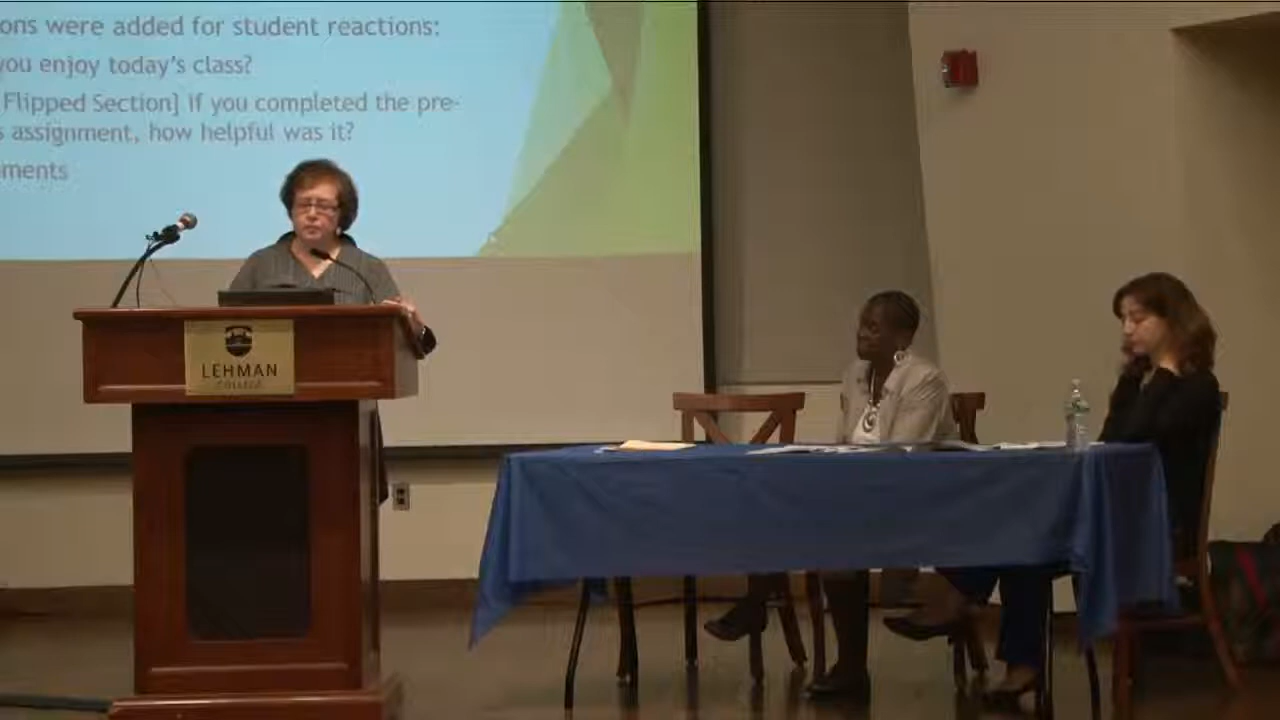 ons were added for student reactions:
you enjoy today's class?
Flipped Section] If you completed the pre-
s assignment, how helpful was it?
ments
LEHMAN
COLLEGE